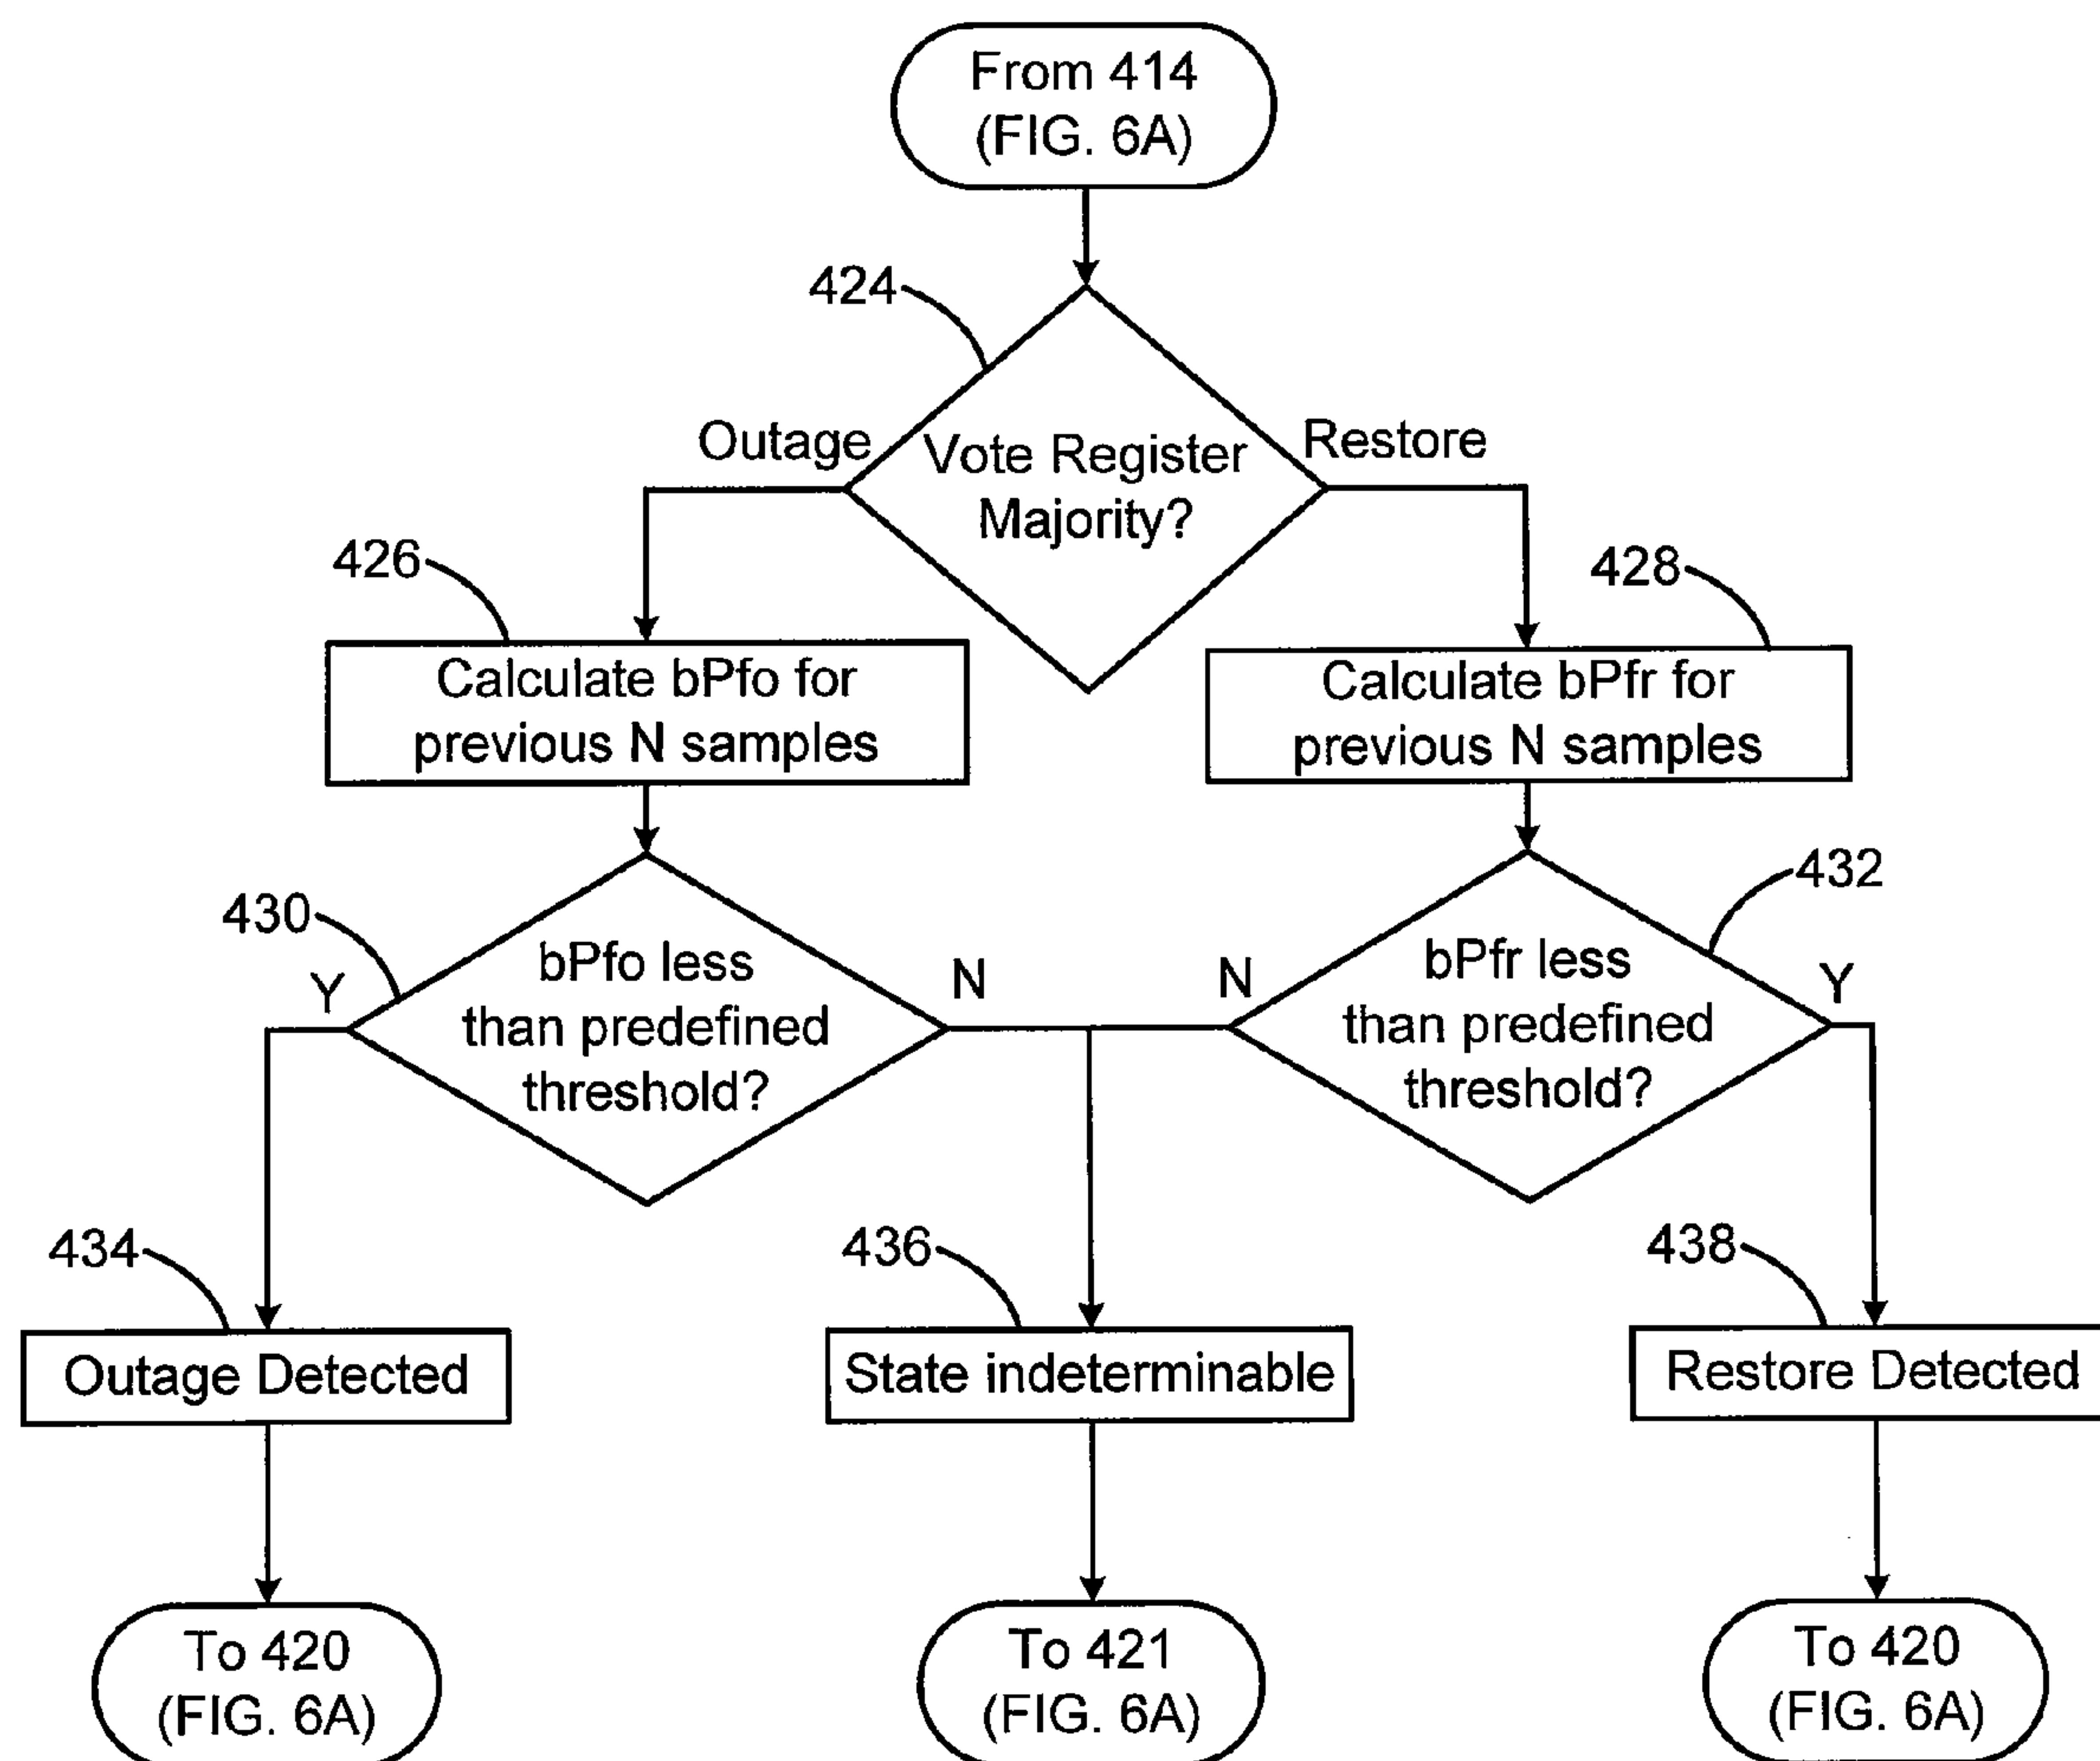 From 414
(FIG. 6A)
424
Outage
Vote Register
Majority?
Restore
426
428
Calculate bPfo for
previous N samples
Calculate bPfr for
previous N samples
430
432
Y
bPfo less
than predefined
threshold?
N
N
bPfr less
than predefined
threshold?
Y
434
436
438
Outage Detected
State indeterminable
Restore Detected
To 420
(FIG. 6A)
To 421
(FIG. 6A)
To 420
(FIG. 6A)